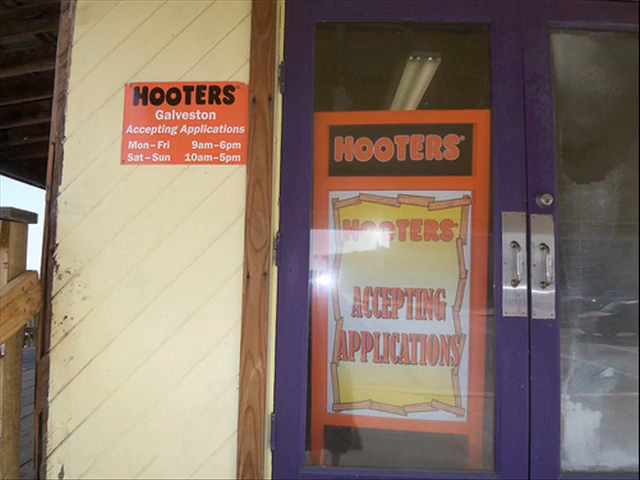 HOOTERS
Galveston
Accepting Applications
Mon-Fri 9am-6pm
Sat-Sun 10am-5pm
HOOTERS
HOOTERS
ACCEPTING
APPLICATIONS